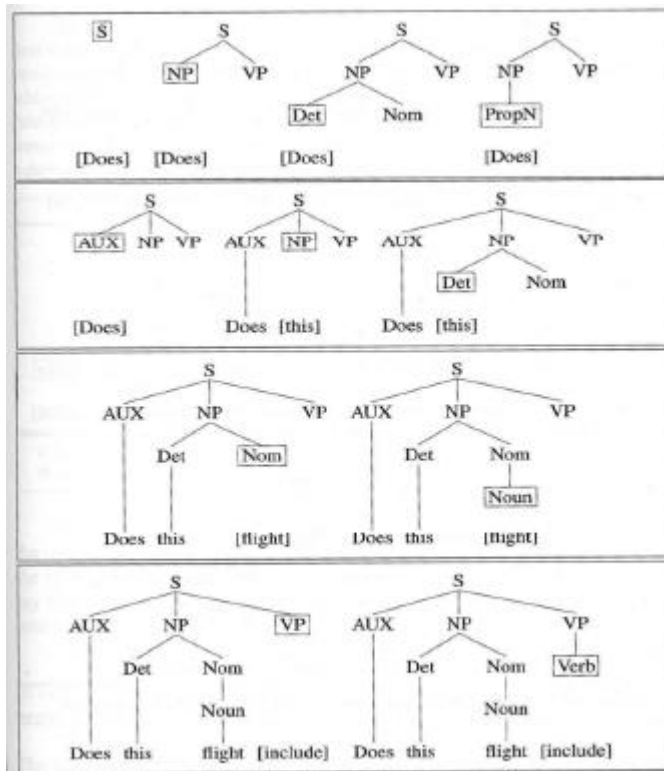 S S S S
NP VP NP VP NP VP
Det Nom PropN
[Does] [Does] [Does] [Does]
S S S
AUX NP VP AUX NP VP AUX NP VP
Det Nom
[Does] Does [this] Does [this]
S S
AUX NP VP AUX NP VP
Det Nom Det Nom
Noun
Does this [flight] Does this [flight]
S S
AUX NP VP AUX NP VP
Det Nom Det Nom Verb
Noun Noun
Does this flight [include] Does this flight [include]